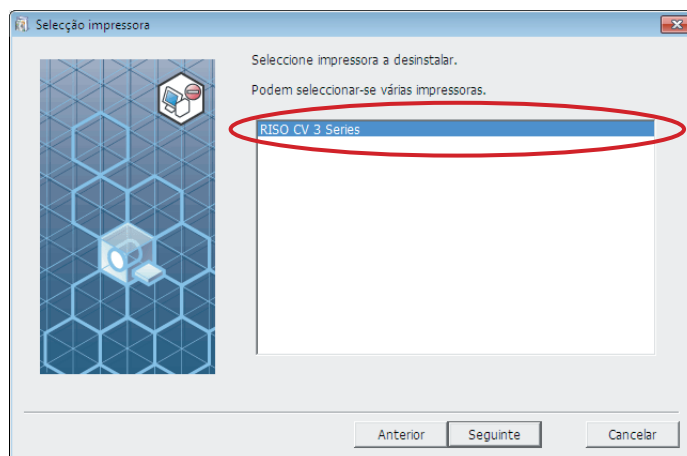 Selecção impressora
Seleccione impressora a desinstalar.
Podem seleccionar-se várias impressoras.
RISO CV 3 Series
Anterior
Seguinte
Cancelar